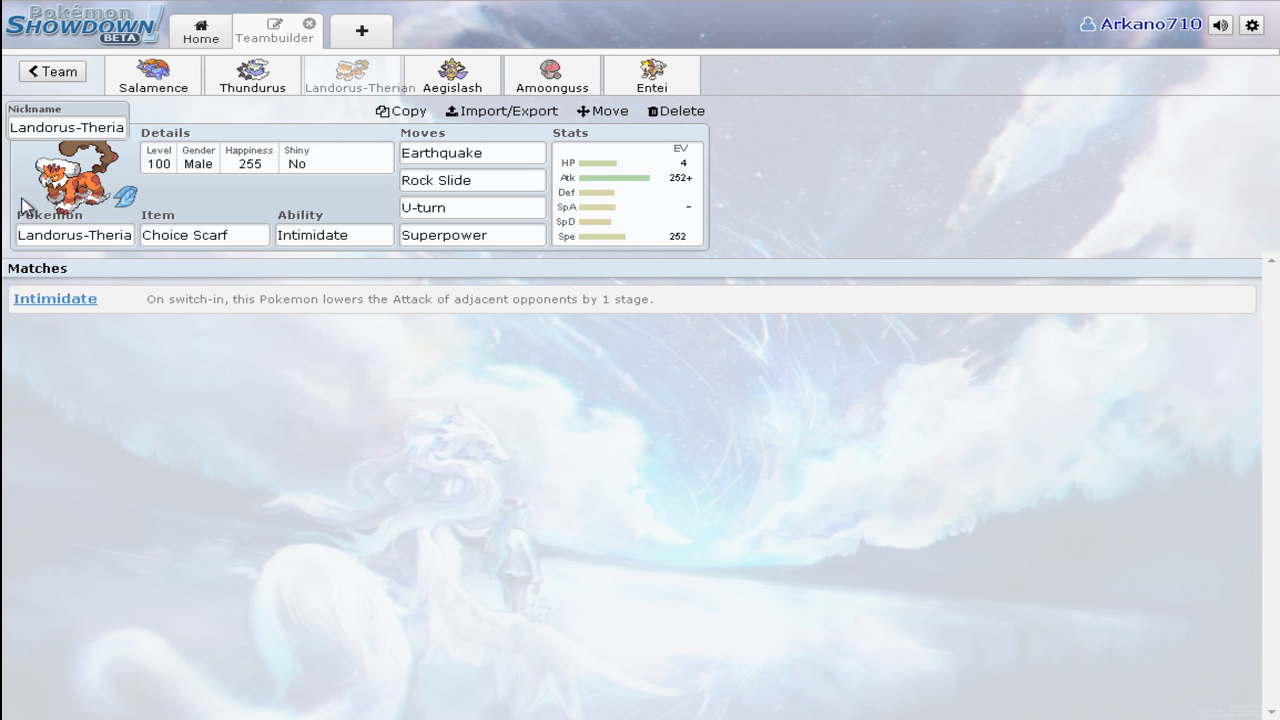 Pokémon
SHOWDOWN!
BETA
Home
Teambuilder
+
Arkano710
Team
Salamence
Thundurus
Landorus-Therian
Aegislash
Amoonguss
Entei
Copy
Import/Export
Move
Delete
Nickname
Landorus-Theria
Details
Level
100
Gender
Male
Happiness
255
Shiny
No
Pokémon
Landorus-Theria
Item
Choice Scarf
Ability
Intimidate
Moves
Earthquake
Rock Slide
U-turn
Superpower
Stats
EV
HP 4
Atk 252+
Def
SpA -
SpD
Spe 252
Matches
Intimidate On switch-in, this Pokemon lowers the Attack of adjacent opponents by 1 stage.